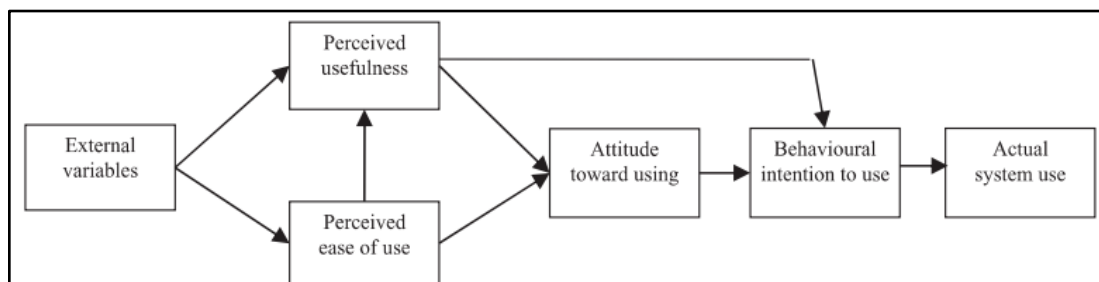 Perceived
usefulness
External
variables
Perceived
ease of use
Attitude
toward using
Behavioural
intention to use
Actual
system use